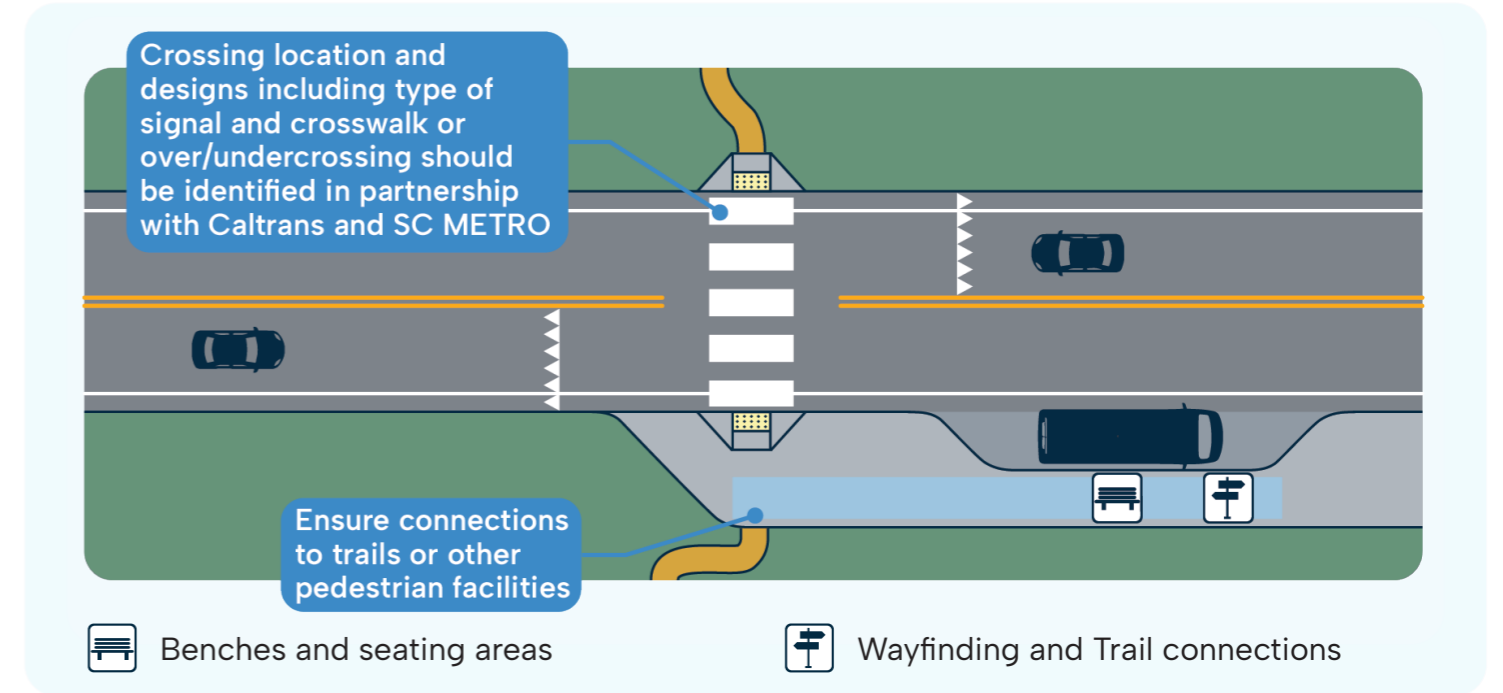 Crossing location and
designs including type of
signal and crosswalk or
over/undercrossing should
be identified in partnership
with Caltrans and SC METRO
Ensure connections
to trails or other
pedestrian facilities
Benches and seating areas
Wayfinding and Trail connections